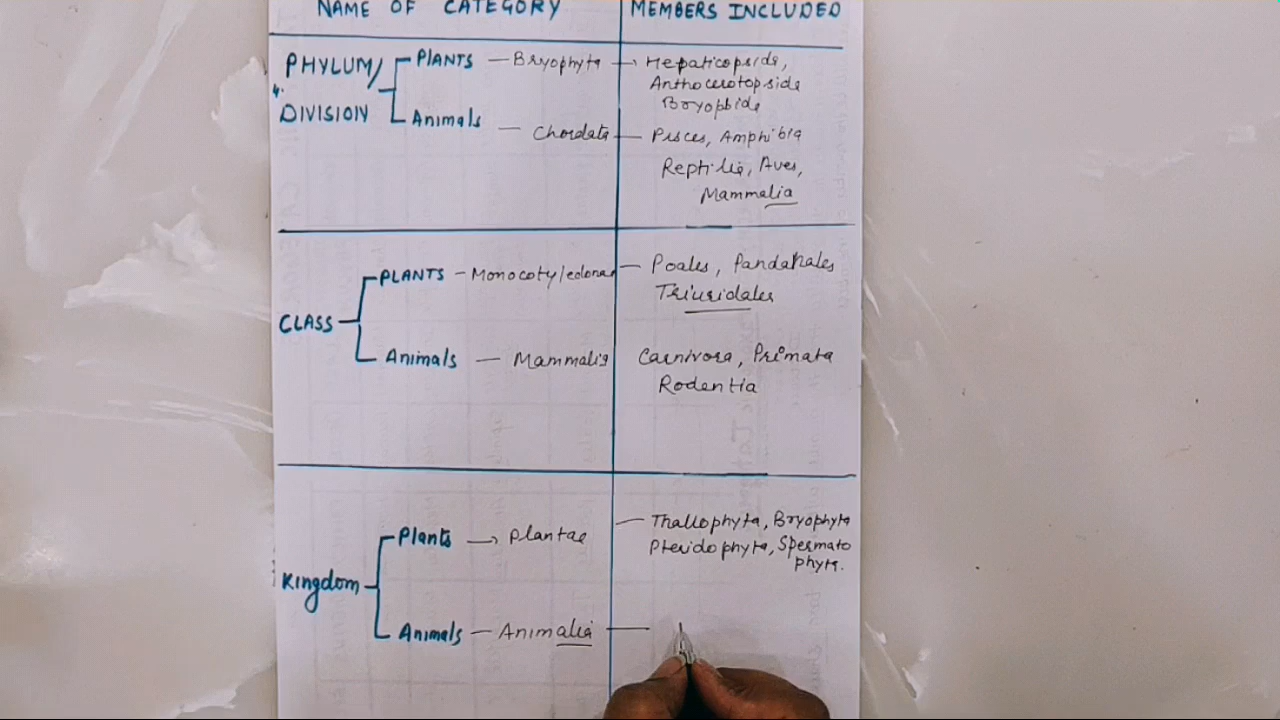 NAME OF CATEGORY MEMBERS INCLUDED
PHYLUM/ PLANTS — Bryophyta → Hepaticopsida,
Anthocerotopsida
4. DIVISION Bryopsida
Animals — Chordata — Pisces, Amphibia
Reptilia, Aves,
Mammalia
PLANTS — Monocotyledonae — Poales, Pandanales
Triuridales
CLASS
Animals — Mammalia Carnivora, Primata
Rodentia
Plants → Plantae — Thallophyta, Bryophyta
Pteridophyta, Spermato
phyta.
Kingdom
Animals — Animalia —